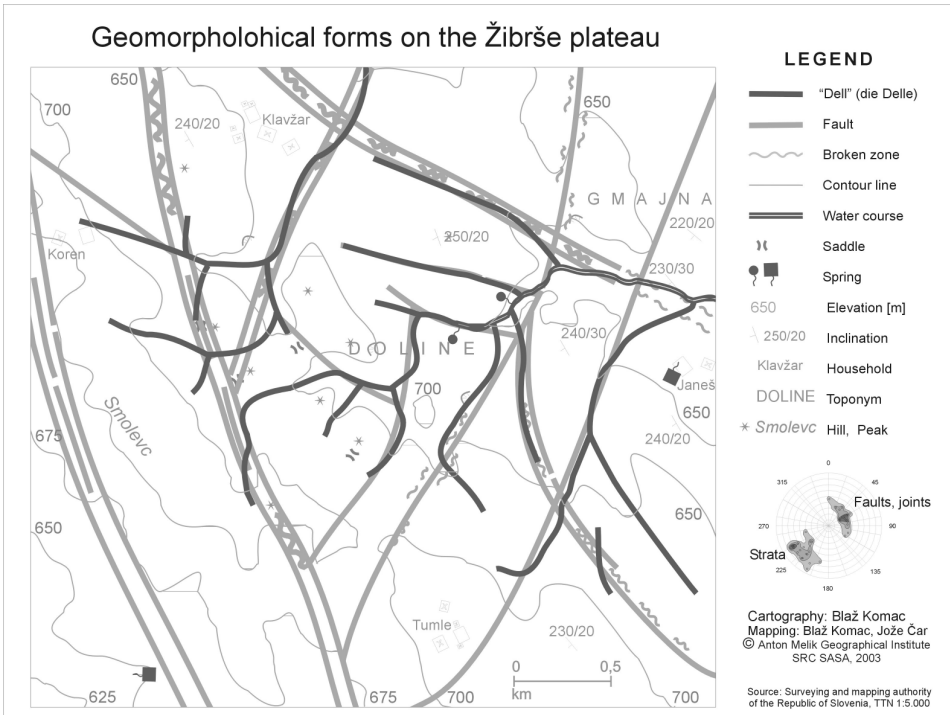 Geomorpholohical forms on the Žibrše plateau
650
700
240/20
Klavžar
650
GMAJNA
220/20
250/20
Koren
230/30
240/30
DOLINE
700
Janeš
Smolevc
650
240/20
675
650
650
Tumle
230/20
0 0,5
km
625
675
700
700
LEGEND
"Dell" (die Delle)
Fault
Broken zone
Contour line
Water course
Saddle
Spring
650 Elevation [m]
250/20 Inclination
Klavžar Household
DOLINE Toponym
Smolevc Hill, Peak
0
315 45
Faults, joints
270 90
Strata
225 135
180
Cartography: Blaž Komac
Mapping: Blaž Komac, Jože Čar
© Anton Melik Geographical Institute
SRC SASA, 2003
Source: Surveying and mapping authority
of the Republic of Slovenia, TTN 1:5.000